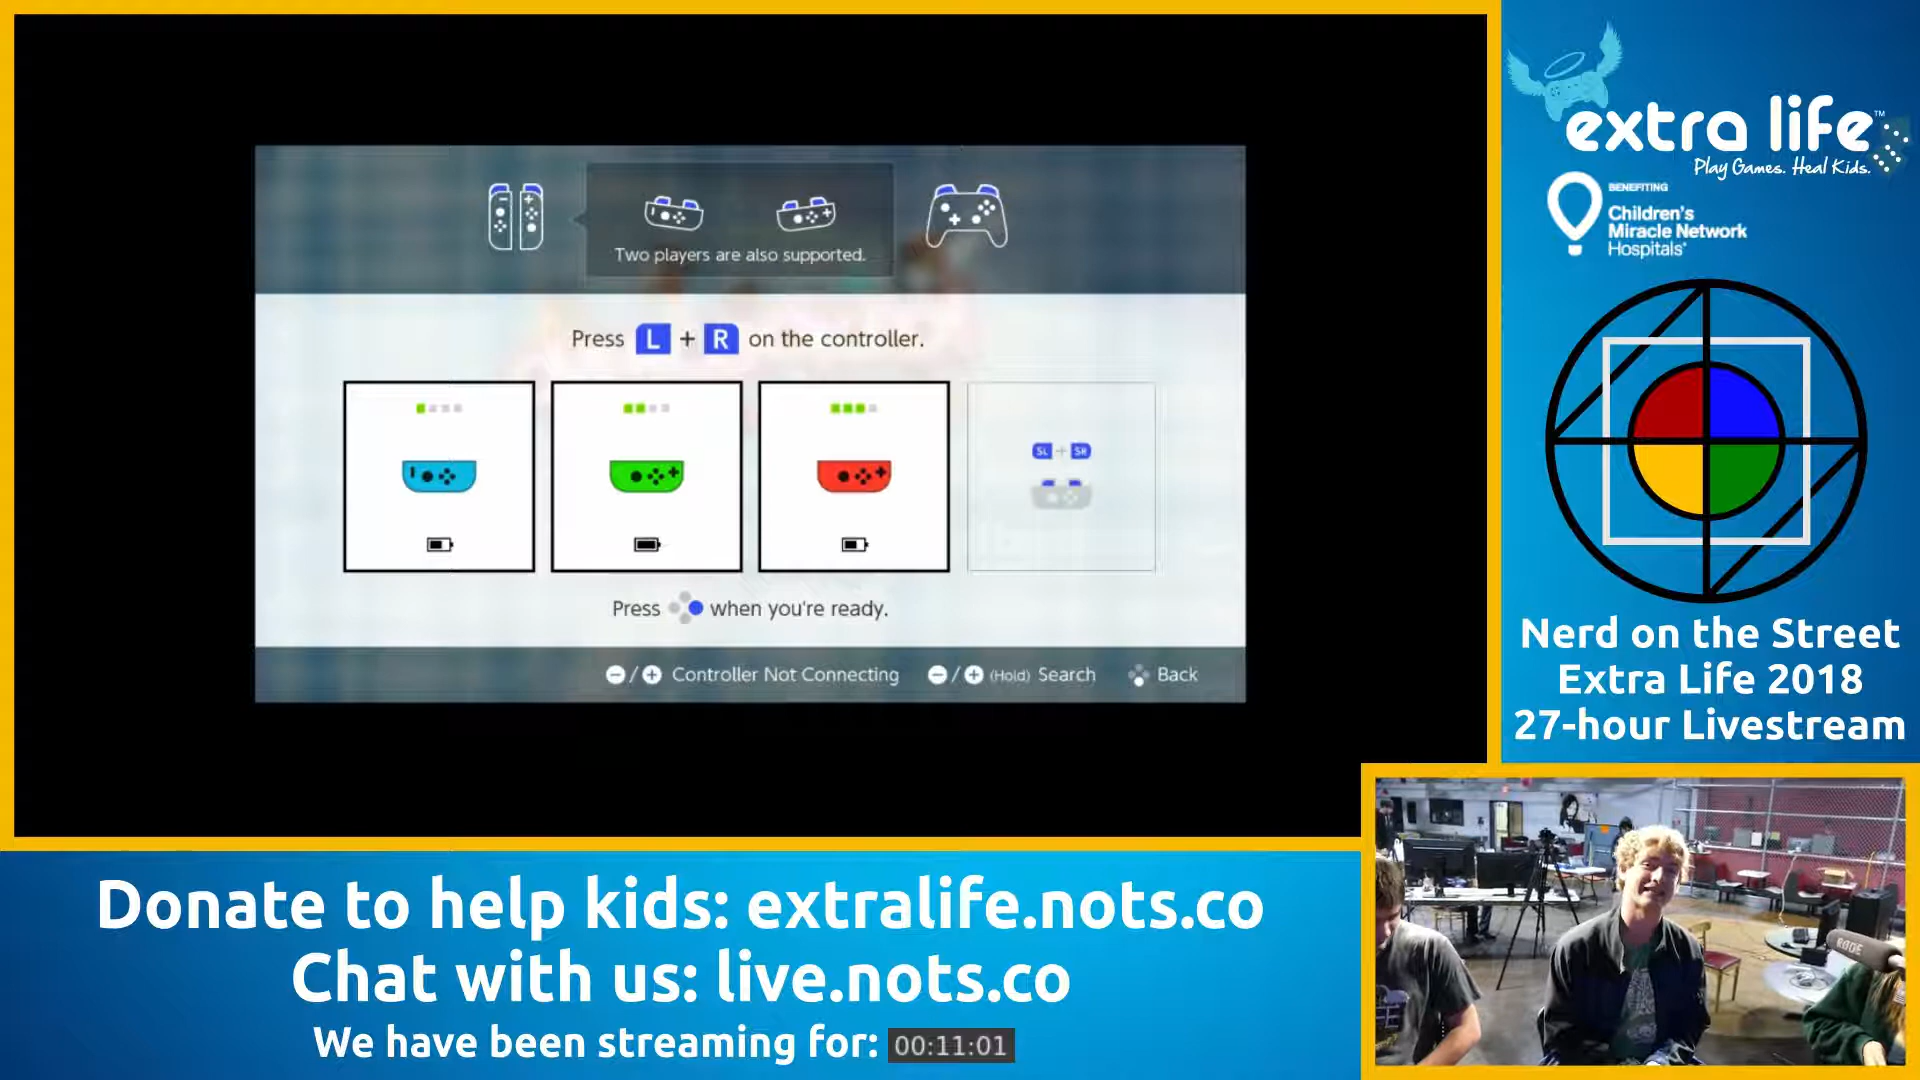 Two players are also supported.
Press L + R on the controller.
SL + SR
Press when you're ready.
−/+ Controller Not Connecting −/+ (Hold) Search Back
extra life™
Play Games. Heal Kids.
BENEFITING
Children's
Miracle Network
Hospitals®
Nerd on the Street
Extra Life 2018
27-hour Livestream
RODE
Donate to help kids: extralife.nots.co
Chat with us: live.nots.co
We have been streaming for: 00:11:01